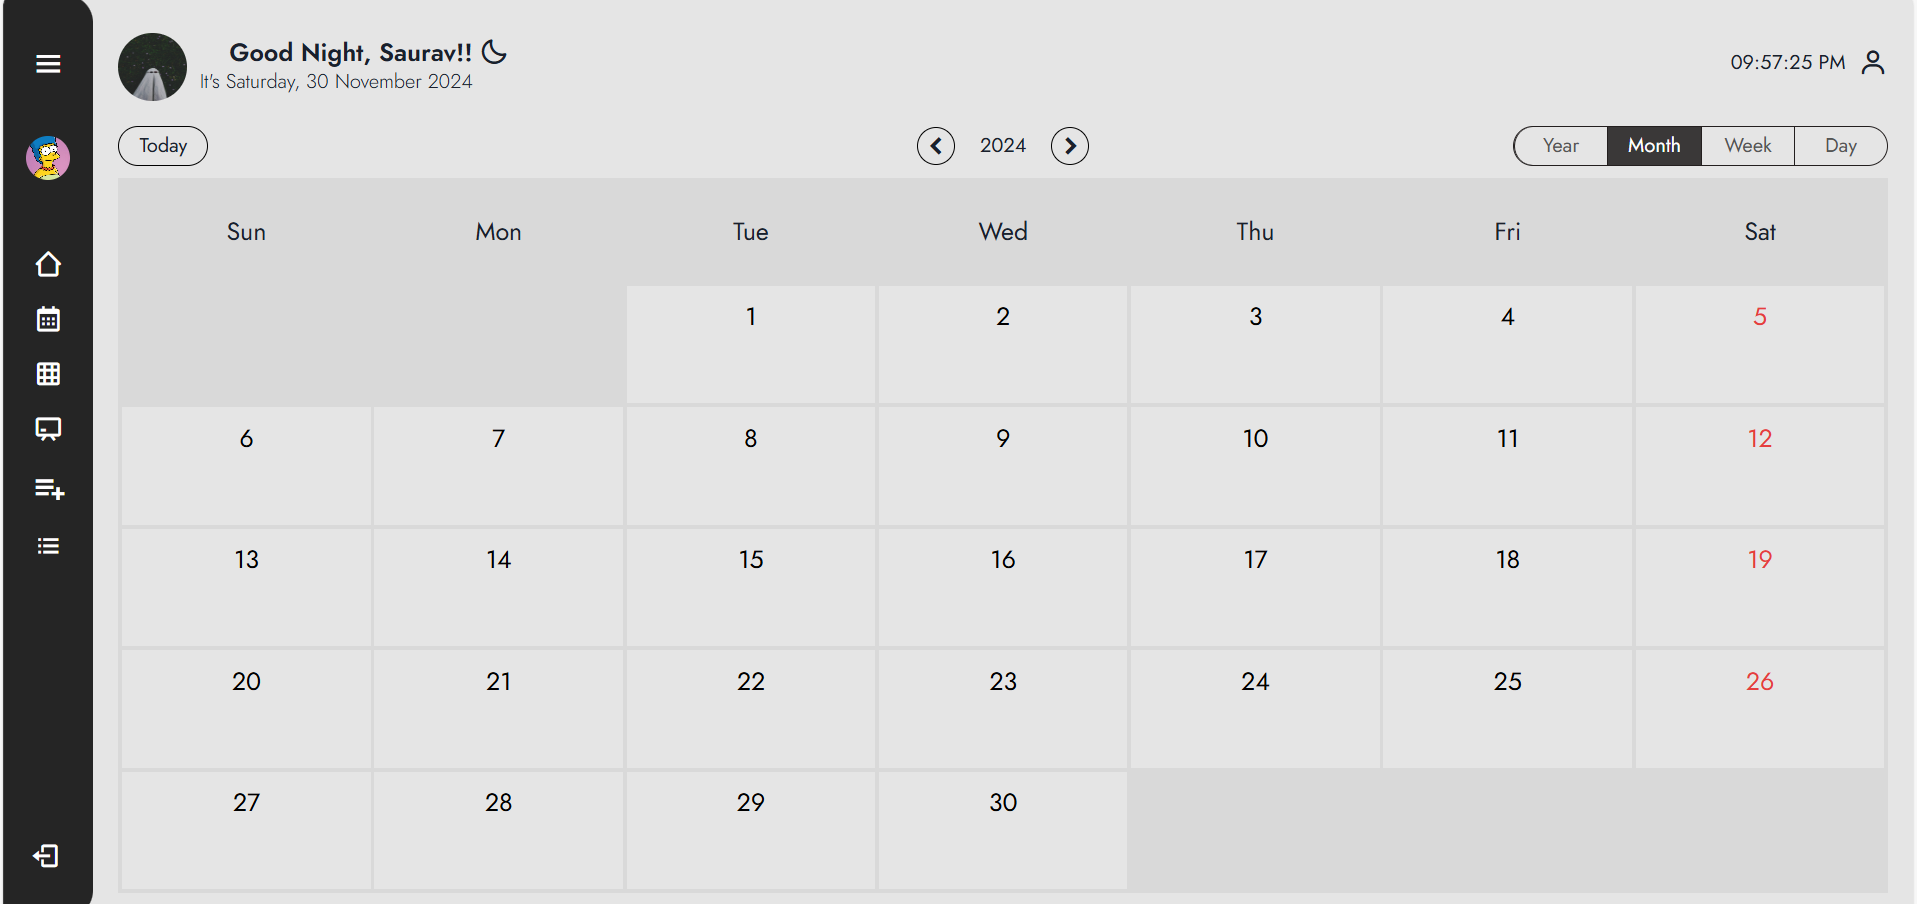 Good Night, Saurav!!
It's Saturday, 30 November 2024
09:57:25 PM
Today
2024
Year Month Week Day
Sun Mon Tue Wed Thu Fri Sat
1 2 3 4 5
6 7 8 9 10 11 12
13 14 15 16 17 18 19
20 21 22 23 24 25 26
27 28 29 30